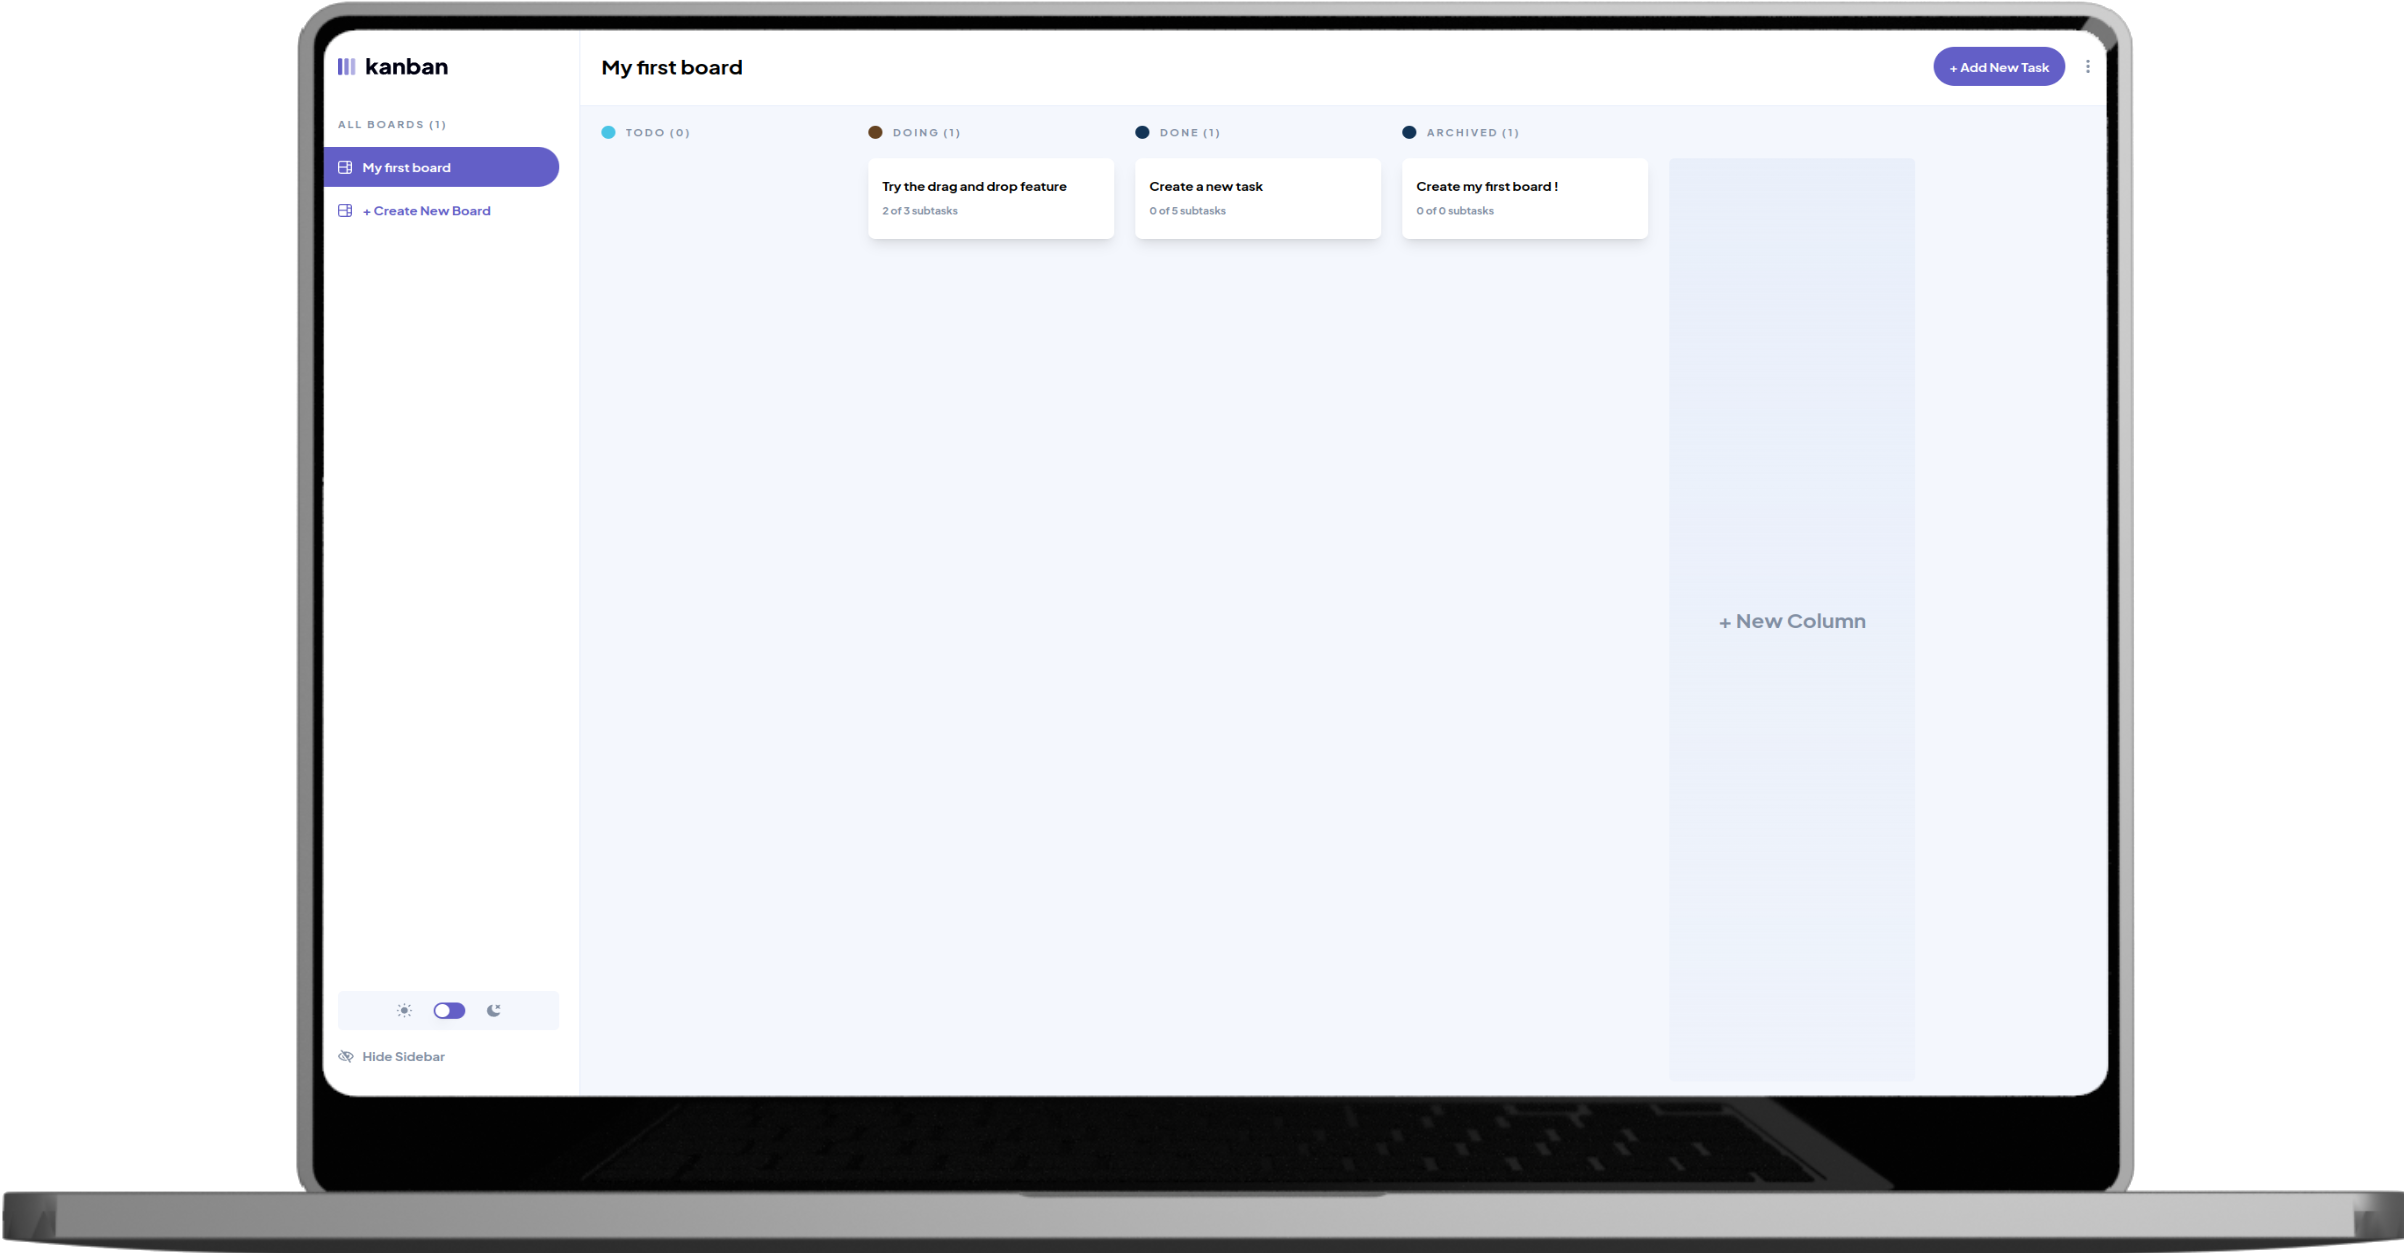 kanban
ALL BOARDS (1)
My first board
+ Create New Board
Hide Sidebar
My first board
+ Add New Task
TODO (0)
DOING (1)
Try the drag and drop feature
2 of 3 subtasks
DONE (1)
Create a new task
0 of 5 subtasks
ARCHIVED (1)
Create my first board !
0 of 0 subtasks
+ New Column